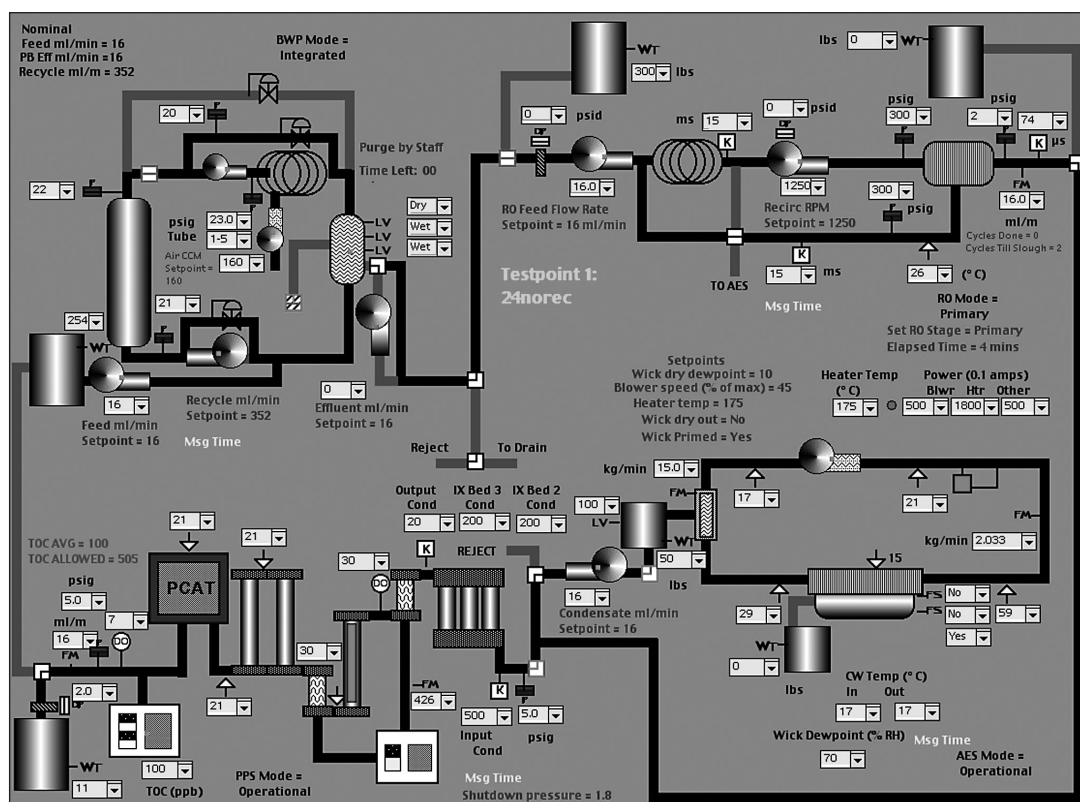 Nominal
Feed ml/min = 16
PB Eff ml/min =16
Recycle ml/m = 352
BWP Mode =
Integrated
20
22
Purge by Staff
Time Left: 00
psig
23.0
Tube
1-5
Air CCM
Setpoint =
160
160
Dry
LV
Wet
LV
Wet
LV
21
254
WT
16
Feed ml/min
Setpoint = 16
Recycle ml/min
Setpoint = 352
Msg Time
0
Effluent ml/min
Setpoint = 16
WT
300 lbs
0 psid
DP
16.0
RO Feed Flow Rate
Setpoint = 16 ml/min
ms 15
K
0 psid
DP
1250
Recirc RPM
Setpoint = 1250
lbs 0 WT
psig
300
psig
2
74
K µs
300
psig
FM
16.0
ml/m
Cycles Done = 0
Cycles Till Slough = 2
K
15 ms
TO AES
Msg Time
26 (° C)
RO Mode =
Primary
Set RO Stage = Primary
Elapsed Time = 4 mins
Testpoint 1:
24norec
Setpoints
Wick dry dewpoint = 10
Blower speed (% of max) = 45
Heater temp = 175
Wick dry out = No
Wick Primed = Yes
Heater Temp
(° C)
175
Power (0.1 amps)
Blwr Htr Other
500 1800 500
Reject
To Drain
kg/min 15.0
FM
17
21
FM
kg/min 2.033
15
FS No
FS No
Yes
59
29
WT
0
lbs
CW Temp (° C)
In Out
17 17
Wick Dewpoint (% RH)
70
Msg Time
AES Mode =
Operational
100
LV
WT
50
lbs
16
Condensate ml/min
Setpoint = 16
Output
Cond
20
IX Bed 3
Cond
200
IX Bed 2
Cond
200
K
REJECT
30
DO
30
FM
426
K
500
Input
Cond
5.0
psig
Msg Time
Shutdown pressure = 1.8
TOC AVG = 100
TOC ALLOWED = 505
psig
5.0
ml/m
16
FM
7
DO
2.0
DP
WT
11
21
PCAT
21
21
100
TOC (ppb)
PPS Mode =
Operational